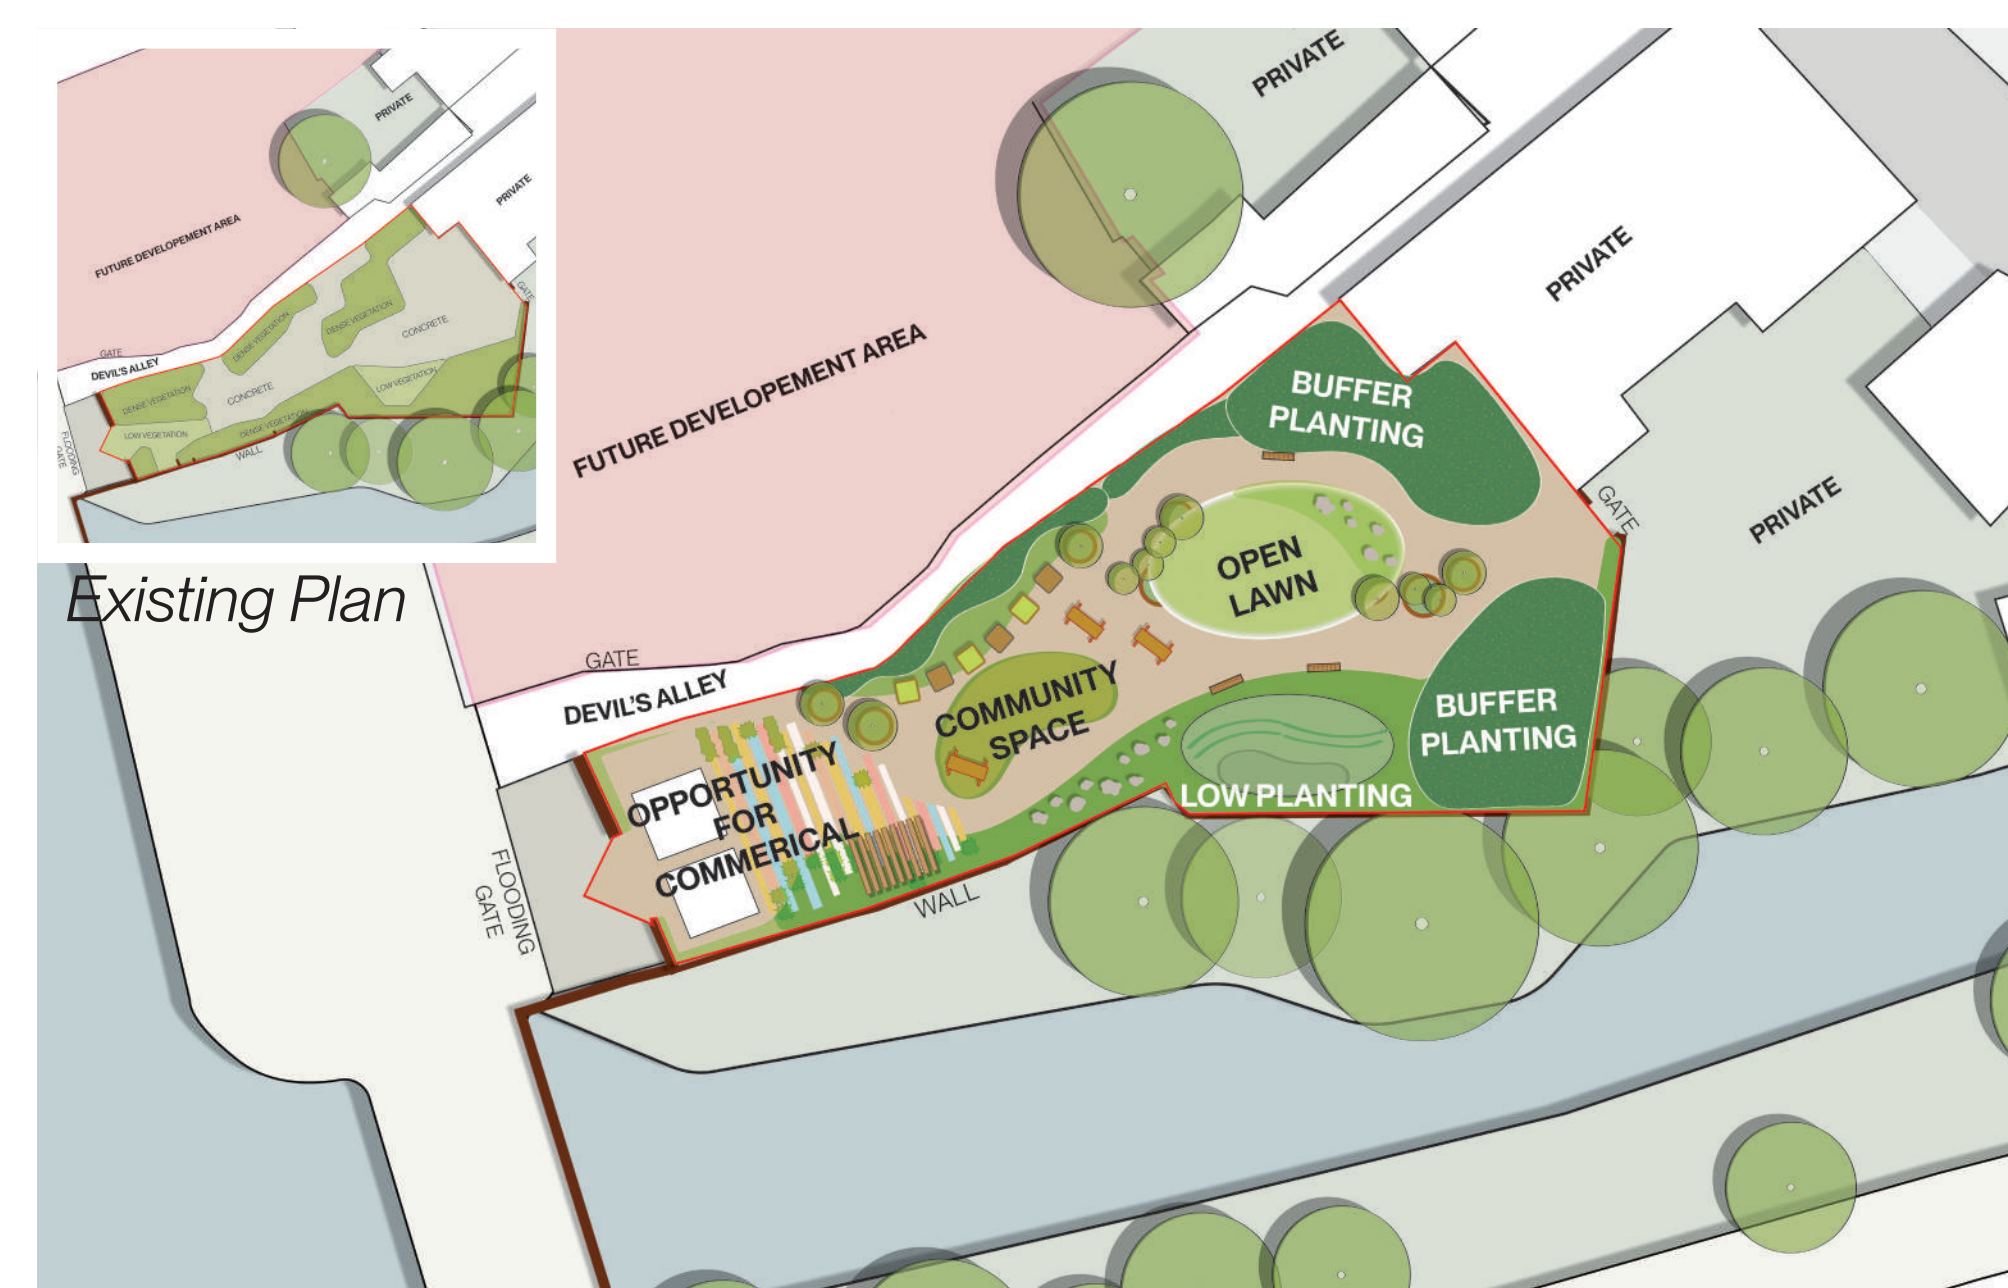 PRIVATE
PRIVATE
FUTURE DEVELOPEMENT AREA
GATE
GATE
DEVIL'S ALLEY
DENSE VEGETATION
DENSE VEGETATION
CONCRETE
CONCRETE
LOW VEGETATION
DENSE VEGETATION
DENSE VEGETATION
LOW VEGETATION
WALL
FLOODING
GATE
Existing Plan
PRIVATE
PRIVATE
PRIVATE
FUTURE DEVELOPEMENT AREA
BUFFER
PLANTING
GATE
OPEN
LAWN
GATE
DEVIL'S ALLEY
COMMUNITY
SPACE
BUFFER
PLANTING
LOW PLANTING
OPPORTUNITY
FOR
COMMERICAL
WALL
FLOODING
GATE